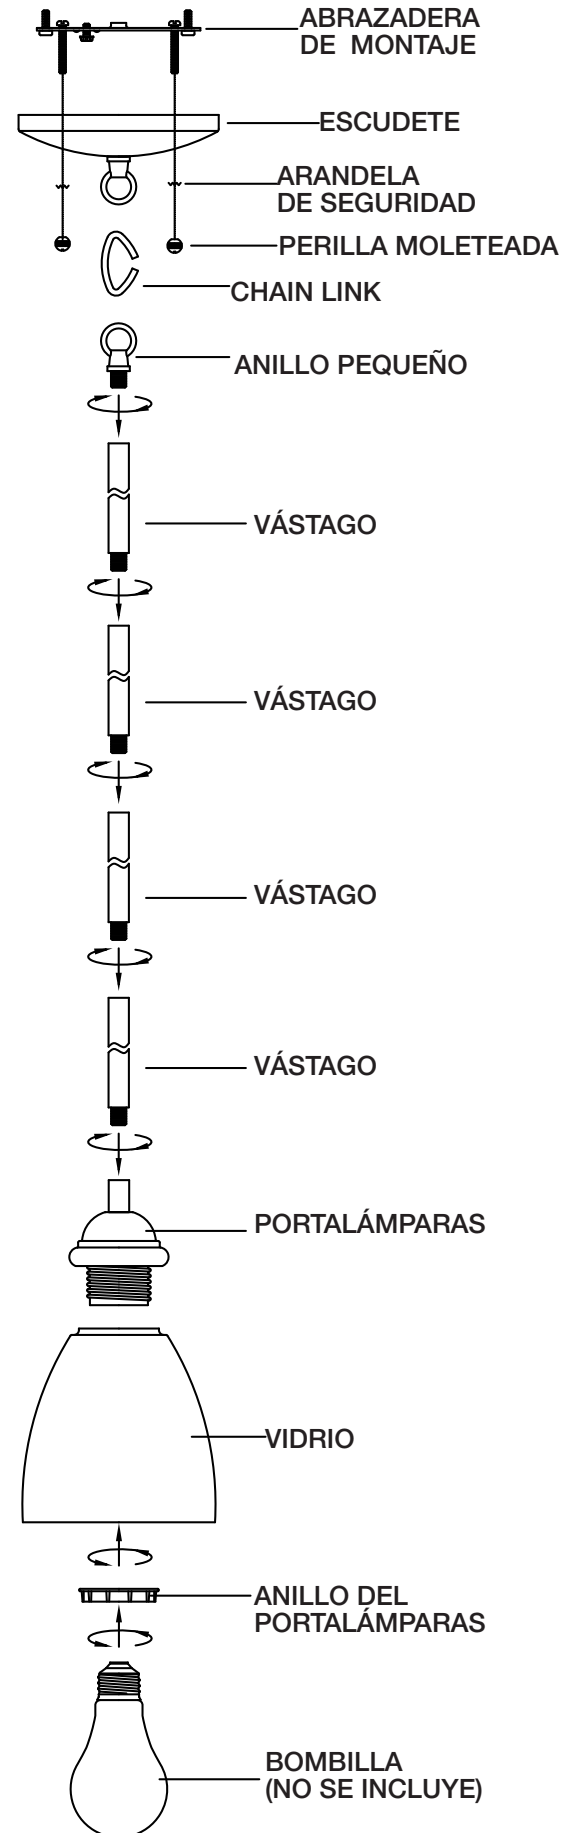 ABRAZADERA
DE MONTAJE
ESCUDETE
ARANDELA
DE SEGURIDAD
PERILLA MOLETEADA
CHAIN LINK
ANILLO PEQUEÑO
VÁSTAGO
VÁSTAGO
VÁSTAGO
VÁSTAGO
PORTALÁMPARAS
VIDRIO
ANILLO DEL
PORTALÁMPARAS
BOMBILLA
(NO SE INCLUYE)